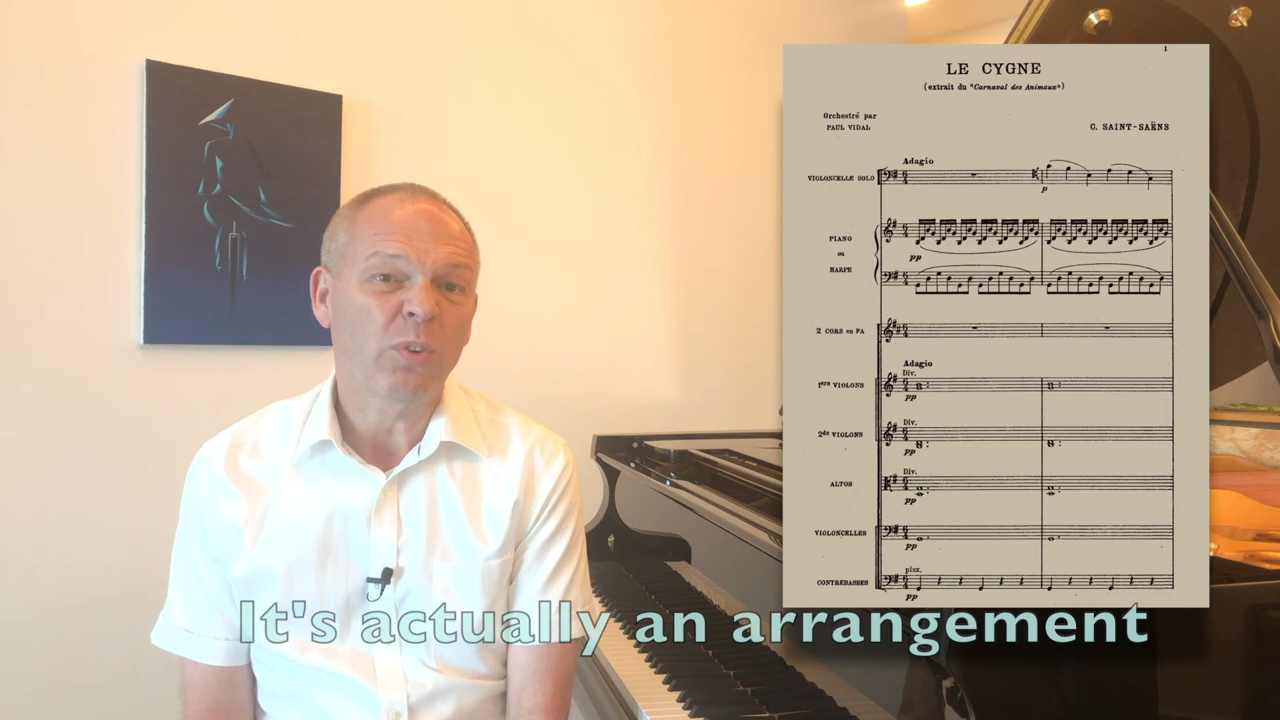 1
LE CYGNE
(extrait du "Carnaval des Animaux")
Orchestré par
PAUL VIDAL
C. SAINT-SAËNS
Adagio
VIOLONCELLE SOLO
p
PIANO
ou
HARPE
pp
2 CORS en FA
Adagio
Div.
1ers VIOLONS
pp
Div.
2ds VIOLONS
pp
Div.
ALTOS
pp
VIOLONCELLES
pp
pizz.
CONTREBASSES
pp
It's actually an arrangement